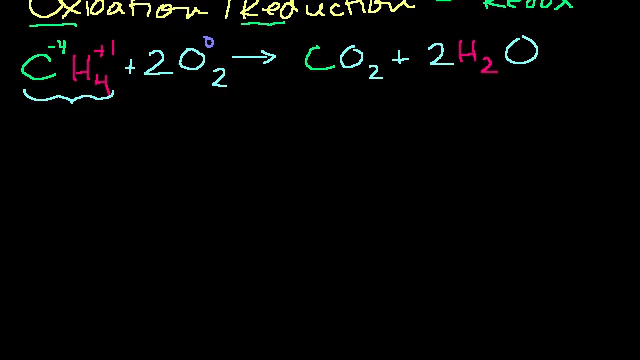 Oxidation / Reduction - Redox
C⁻⁴H₄⁺¹ + 2O₂⁰ → CO₂ + 2H₂O